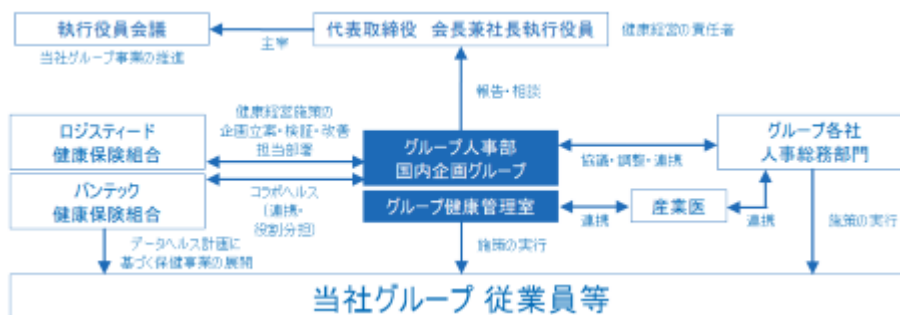 執行役員会議
主宰
代表取締役 会長兼社長執行役員
健康経営の責任者
当社グループ事業の推進
報告・相談
ロジスティード
健康保険組合
健康経営施策の
企画立案・検証・改善
担当部署
グループ人事部
国内企画グループ
協議・調整・連携
グループ各社
人事総務部門
バンテック
健康保険組合
コラボヘルス
（連携・
役割分担）
グループ健康管理室
連携
産業医
連携
データヘルス計画に
基づく保健事業の展開
施策の実行
施策の実行
当社グループ 従業員等